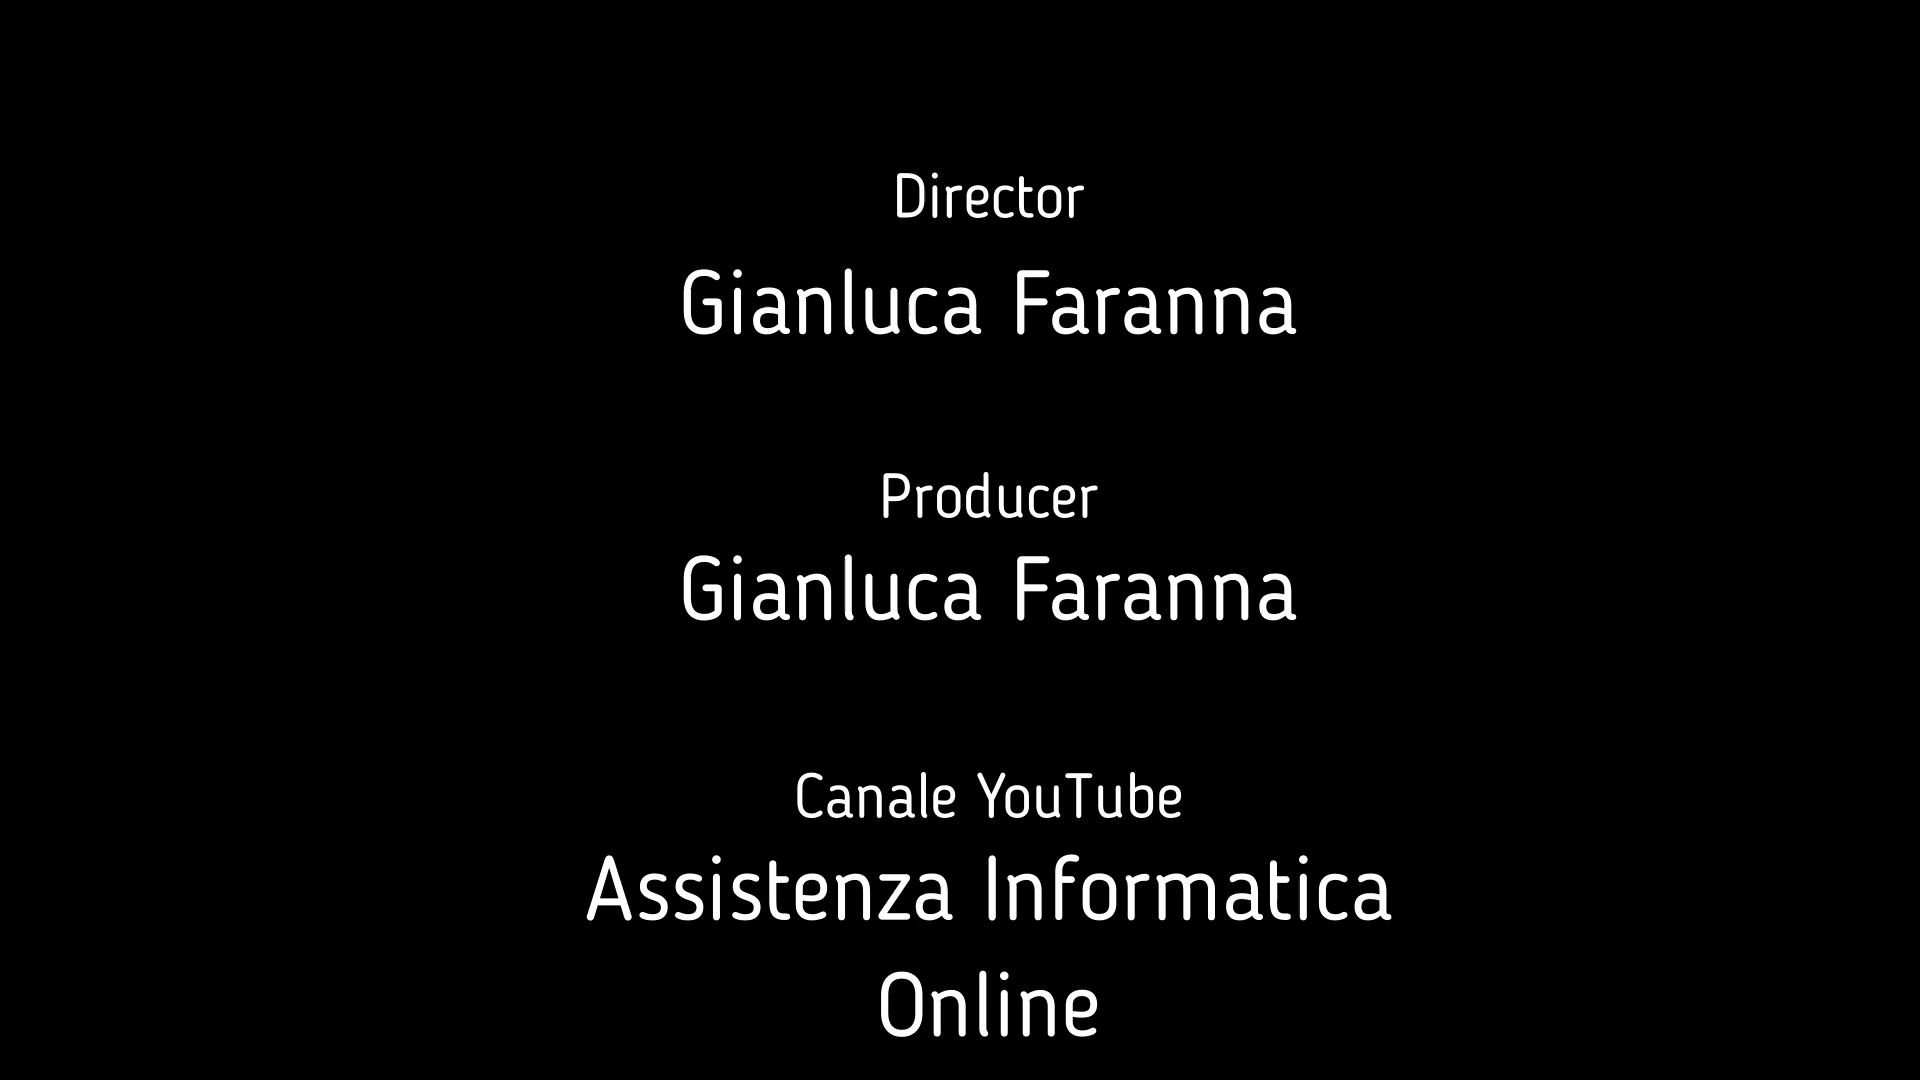 Director
Gianluca Faranna
Producer
Gianluca Faranna
Canale YouTube
Assistenza Informatica
Online